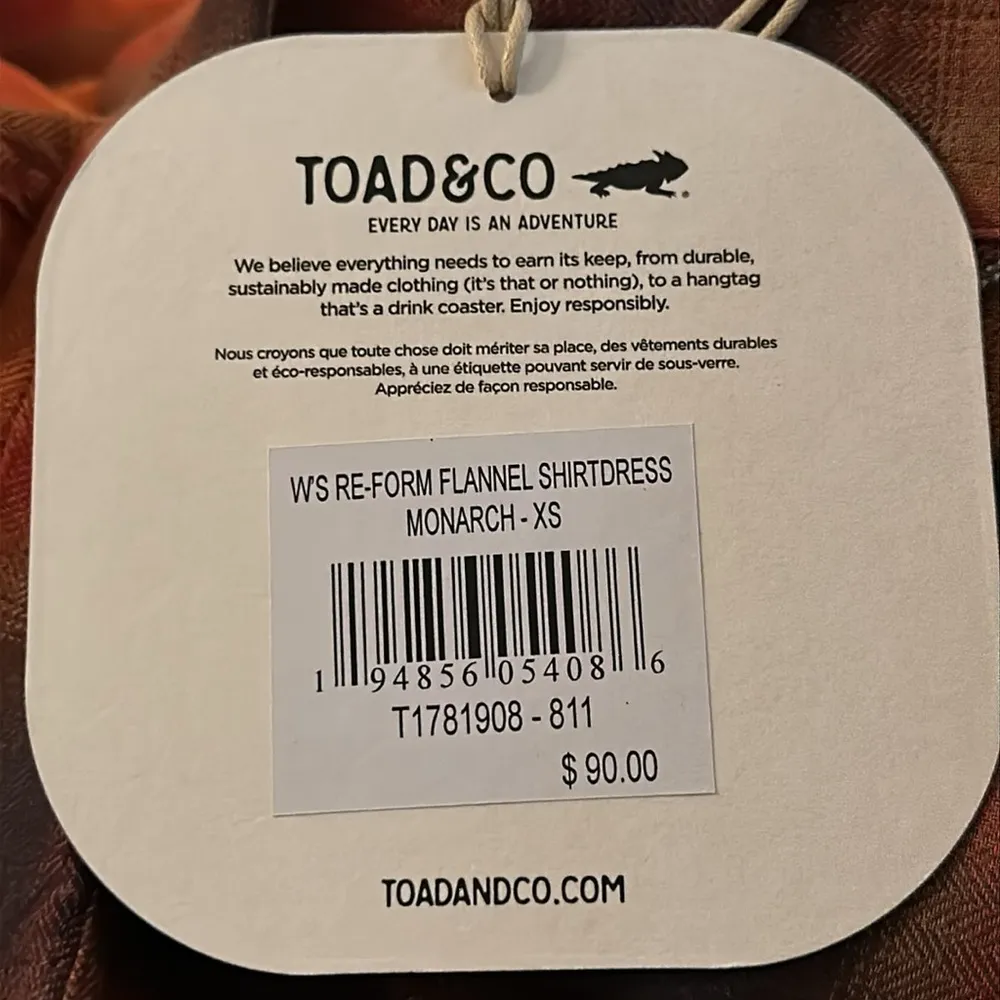 TOAD&CO
EVERY DAY IS AN ADVENTURE
We believe everything needs to earn its keep, from durable,
sustainably made clothing (it's that or nothing), to a hangtag
that's a drink coaster. Enjoy responsibly.
Nous croyons que toute chose doit mériter sa place, des vêtements durables
et éco-responsables, à une étiquette pouvant servir de sous-verre.
Appréciez de façon responsable.
W'S RE-FORM FLANNEL SHIRTDRESS
MONARCH - XS
1 94856 05408 6
T1781908 - 811
$ 90.00
TOADANDCO.COM